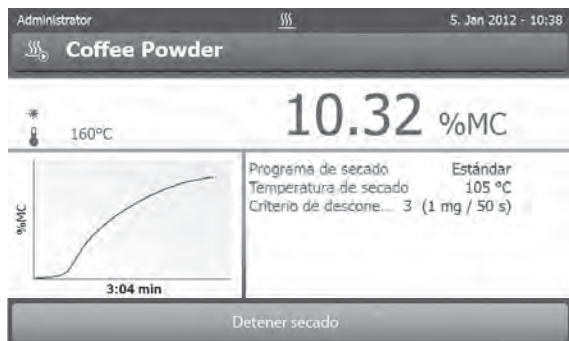 Administrator 5. Jan 2012 - 10:38
Coffee Powder
160°C
10.32 %MC
Programa de secado Estándar
Temperatura de secado 105 °C
Criterio de descone... 3 (1 mg / 50 s)
%MC
3:04 min
Detener secado